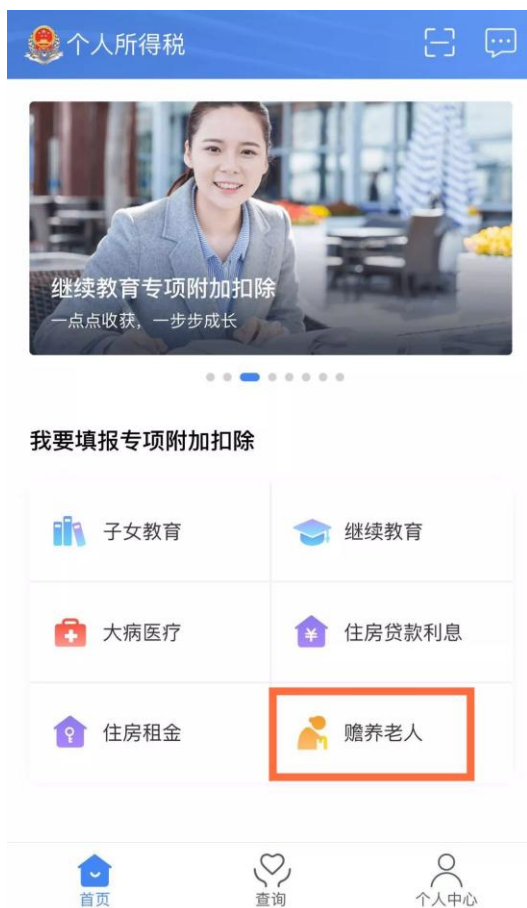 个人所得税
继续教育专项附加扣除
一点点收获，一步步成长
我要填报专项附加扣除
子女教育
继续教育
大病医疗
住房贷款利息
住房租金
赡养老人
首页
查询
个人中心